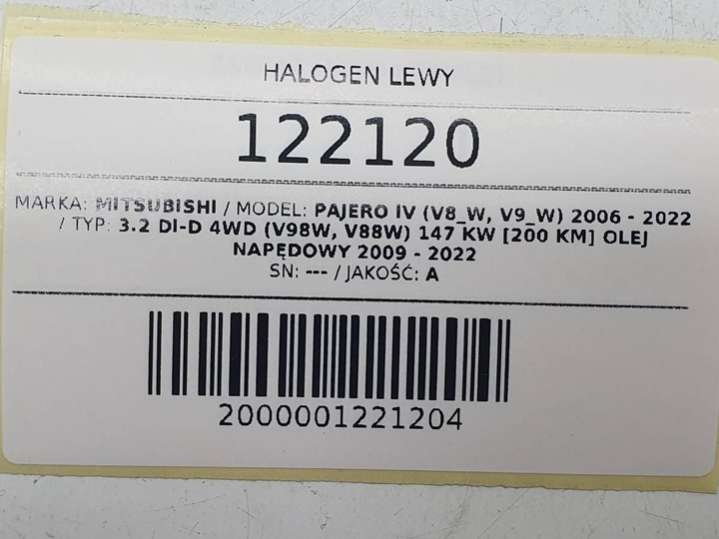 HALOGEN LEWY
122120
MARKA: MITSUBISHI / MODEL: PAJERO IV (V8_W, V9_W) 2006 - 2022
/ TYP: 3.2 DI-D 4WD (V98W, V88W) 147 KW [200 KM] OLEJ
NAPĘDOWY 2009 - 2022
SN: --- / JAKOŚĆ: A
2000001221204